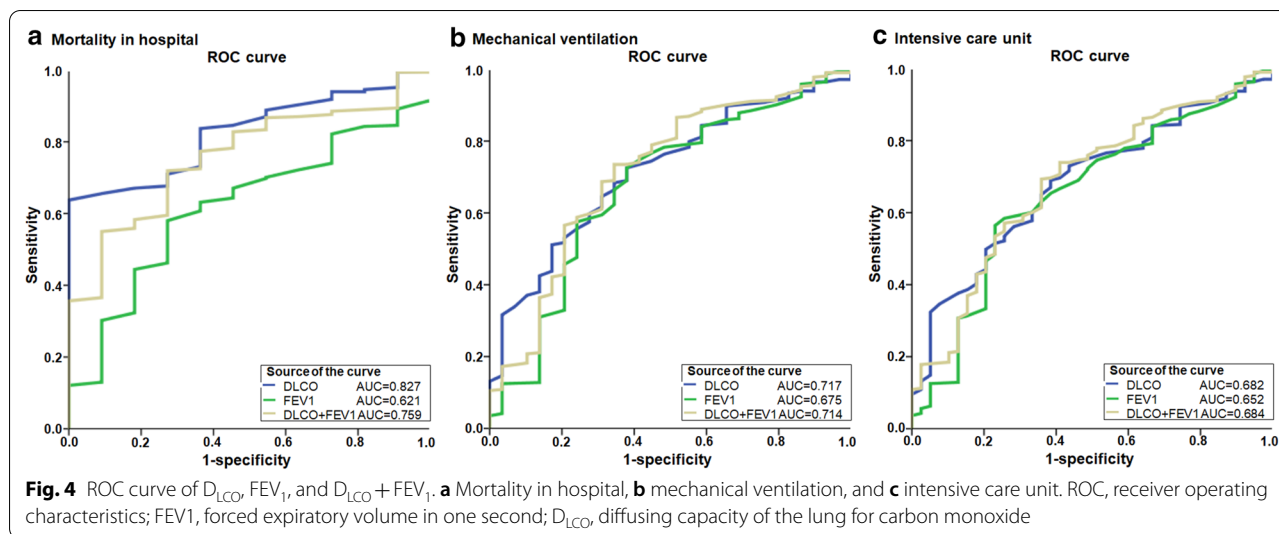 a Mortality in hospital
ROC curve
Sensitivity
1.0
0.8
0.6
0.4
0.2
0.0
0.0 0.2 0.4 0.6 0.8 1.0
1-specificity
Source of the curve
DLCO AUC=0.827
FEV1 AUC=0.621
DLCO+FEV1 AUC=0.759
b Mechanical ventilation
ROC curve
Sensitivity
1.0
0.8
0.6
0.4
0.2
0.0
0.0 0.2 0.4 0.6 0.8 1.0
1-specificity
Source of the curve
DLCO AUC=0.717
FEV1 AUC=0.675
DLCO+FEV1 AUC=0.714
c Intensive care unit
ROC curve
Sensitivity
1.0
0.8
0.6
0.4
0.2
0.0
0.0 0.2 0.4 0.6 0.8 1.0
1-specificity
Source of the curve
DLCO AUC=0.682
FEV1 AUC=0.652
DLCO+FEV1 AUC=0.684
Fig. 4 ROC curve of D_LCO, FEV₁, and D_LCO + FEV₁. a Mortality in hospital, b mechanical ventilation, and c intensive care unit. ROC, receiver operating
characteristics; FEV1, forced expiratory volume in one second; D_LCO, diffusing capacity of the lung for carbon monoxide